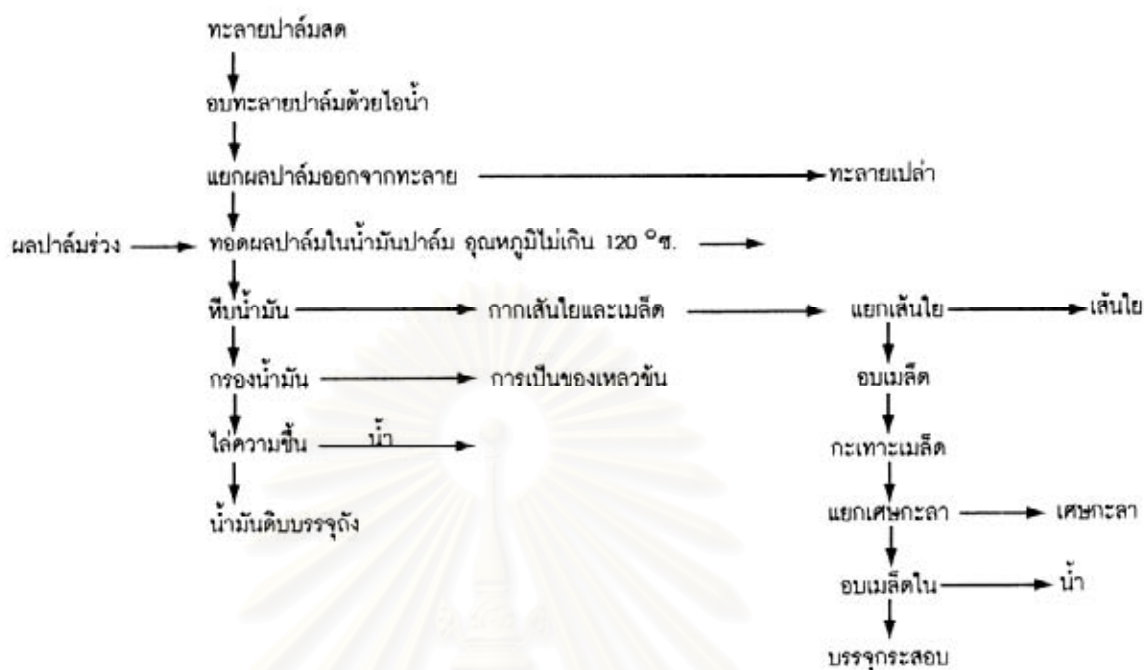 ทะลายปาล์มสด
อบทะลายปาล์มด้วยไอน้ำ
แยกผลปาล์มออกจากทะลาย ทะลายเปล่า
ผลปาล์มร่วง ทอดผลปาล์มในน้ำมันปาล์ม อุณหภูมิไม่เกิน 120 °ซ.
หีบน้ำมัน กากเส้นใยและเมล็ด แยกเส้นใย เส้นใย
กรองน้ำมัน การเป็นของเหลวข้น อบเมล็ด
ไล่ความชื้น น้ำ กะเทาะเมล็ด
น้ำมันดิบบรรจุถัง แยกเศษกะลา เศษกะลา
อบเมล็ดใน น้ำ
บรรจุกระสอบ